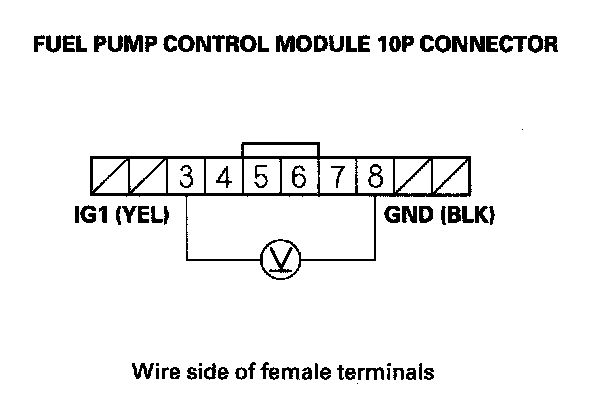 FUEL PUMP CONTROL MODULE 10P CONNECTOR
3 4 5 6 7 8
IG1 (YEL) GND (BLK)
V
Wire side of female terminals